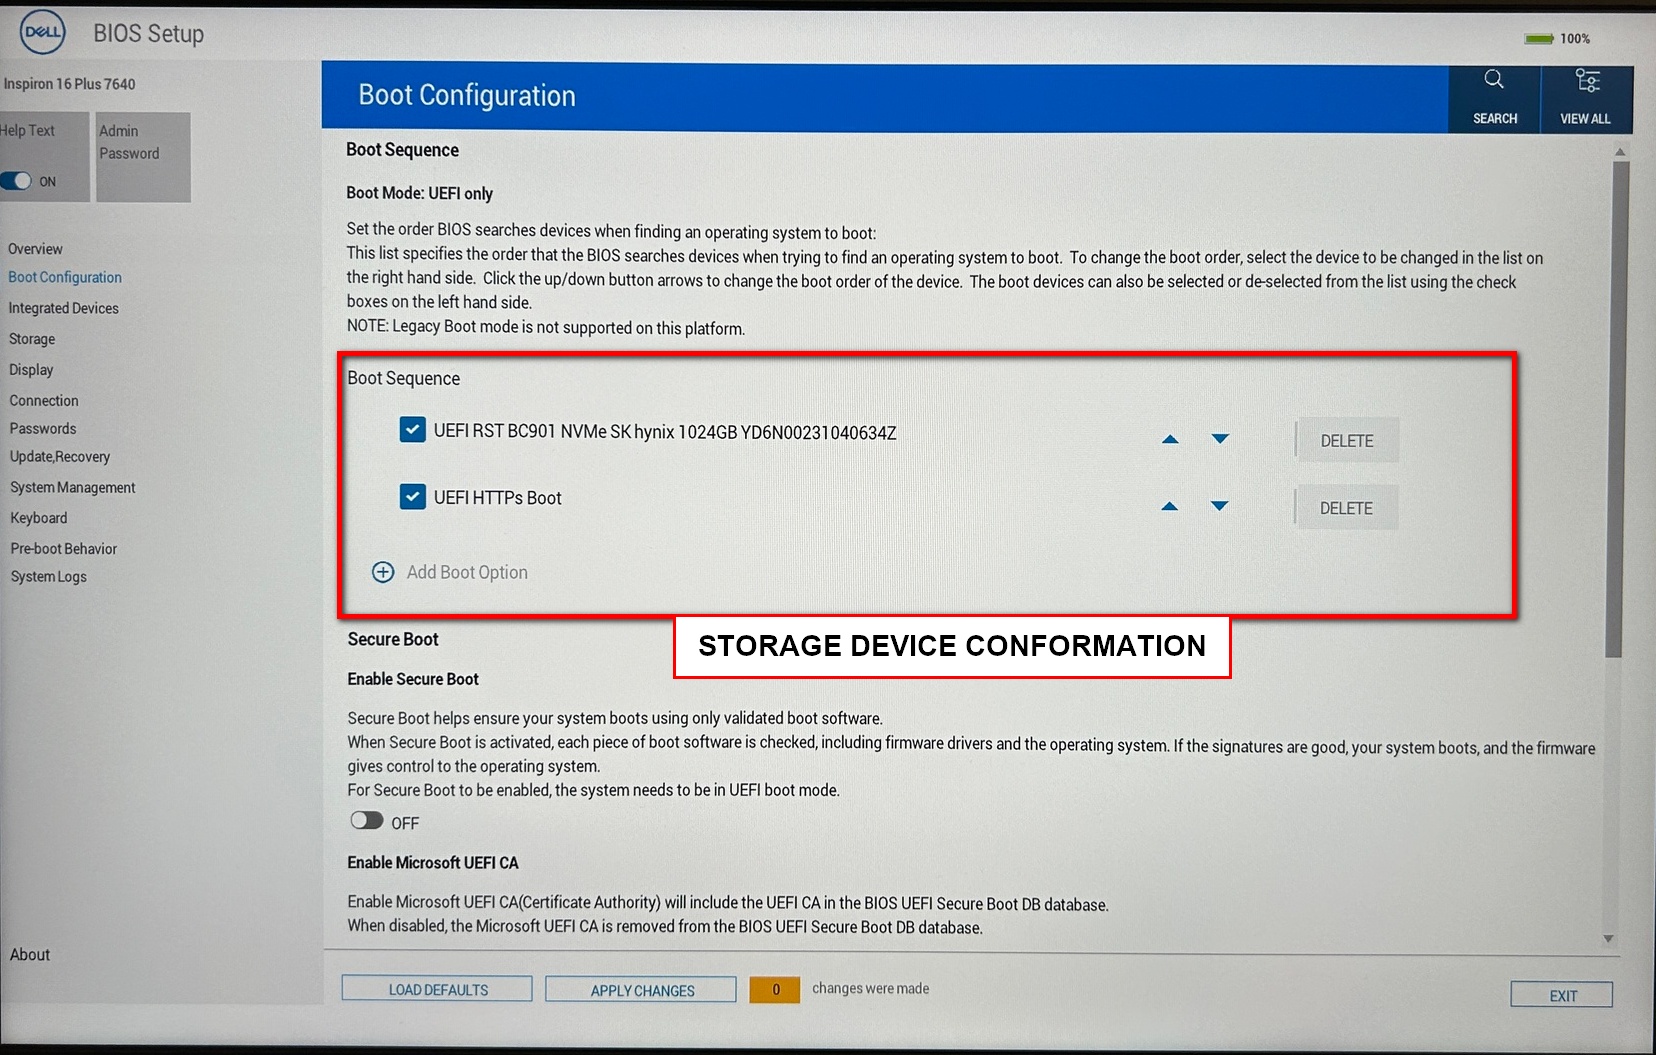 DELL
BIOS Setup
100%
Inspiron 16 Plus 7640
Help Text
ON
Admin
Password
Boot Configuration
SEARCH
VIEW ALL
Overview
Boot Configuration
Integrated Devices
Storage
Display
Connection
Passwords
Update,Recovery
System Management
Keyboard
Pre-boot Behavior
System Logs
About
Boot Sequence
Boot Mode: UEFI only
Set the order BIOS searches devices when finding an operating system to boot:
This list specifies the order that the BIOS searches devices when trying to find an operating system to boot. To change the boot order, select the device to be changed in the list on
the right hand side. Click the up/down button arrows to change the boot order of the device. The boot devices can also be selected or de-selected from the list using the check
boxes on the left hand side.
NOTE: Legacy Boot mode is not supported on this platform.
Boot Sequence
UEFI RST BC901 NVMe SK hynix 1024GB YD6N00231040634Z
DELETE
UEFI HTTPs Boot
DELETE
Add Boot Option
STORAGE DEVICE CONFORMATION
Secure Boot
Enable Secure Boot
Secure Boot helps ensure your system boots using only validated boot software.
When Secure Boot is activated, each piece of boot software is checked, including firmware drivers and the operating system. If the signatures are good, your system boots, and the firmware
gives control to the operating system.
For Secure Boot to be enabled, the system needs to be in UEFI boot mode.
OFF
Enable Microsoft UEFI CA
Enable Microsoft UEFI CA(Certificate Authority) will include the UEFI CA in the BIOS UEFI Secure Boot DB database.
When disabled, the Microsoft UEFI CA is removed from the BIOS UEFI Secure Boot DB database.
LOAD DEFAULTS
APPLY CHANGES
0
changes were made
EXIT